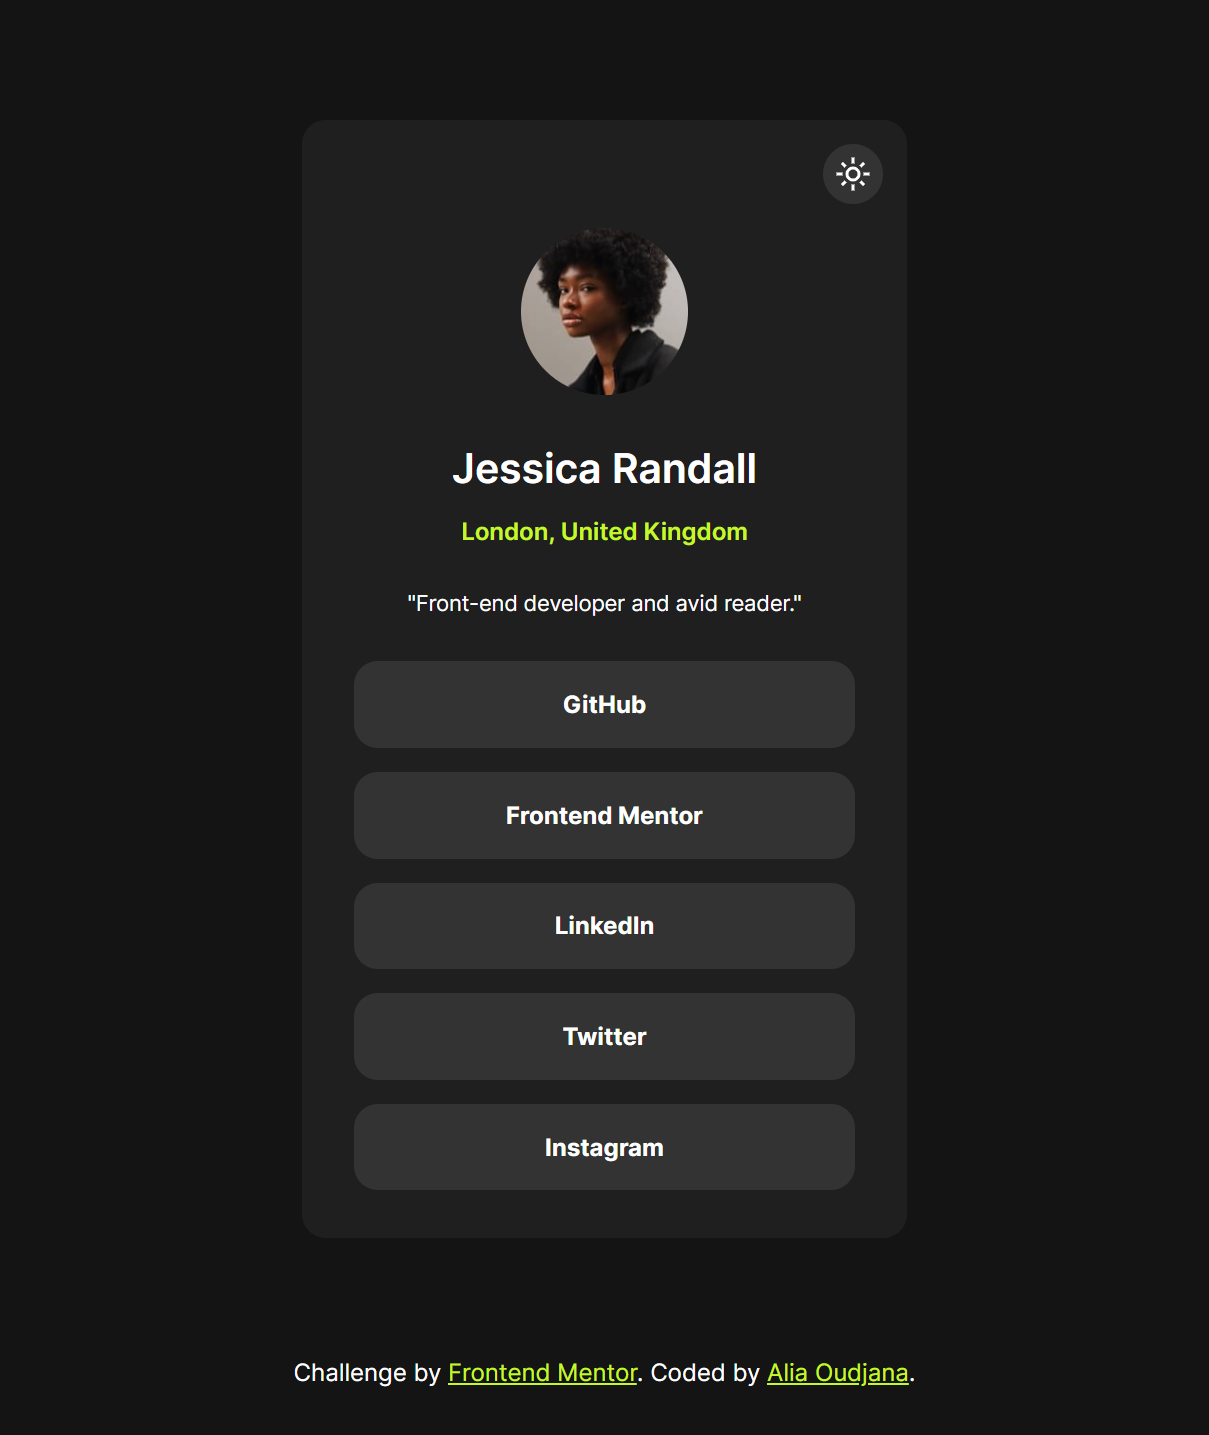 Jessica Randall
London, United Kingdom
"Front-end developer and avid reader."
GitHub
Frontend Mentor
LinkedIn
Twitter
Instagram
Challenge by Frontend Mentor. Coded by Alia Oudjana.